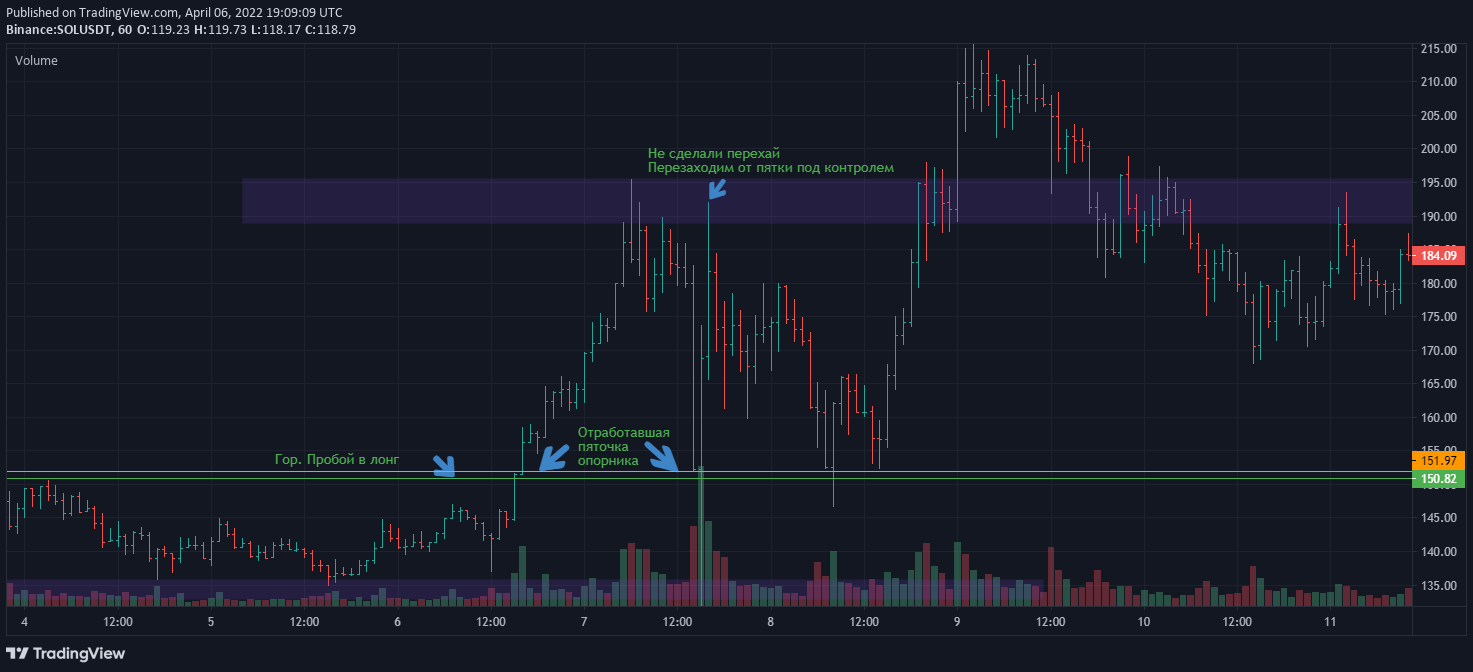 Published on TradingView.com, April 06, 2022 19:09:09 UTC
Binance:SOLUSDT, 60 O:119.23 H:119.73 L:118.17 C:118.79
Volume
Не сделали перехай
Перезаходим от пятки под контролем
Отработавшая
пяточка
опорника
Гор. Пробой в лонг
215.00
210.00
205.00
200.00
195.00
190.00
184.09
180.00
175.00
170.00
165.00
160.00
155.00
151.97
150.82
145.00
140.00
135.00
4 12:00 5 12:00 6 12:00 7 12:00 8 12:00 9 12:00 10 12:00 11
TradingView